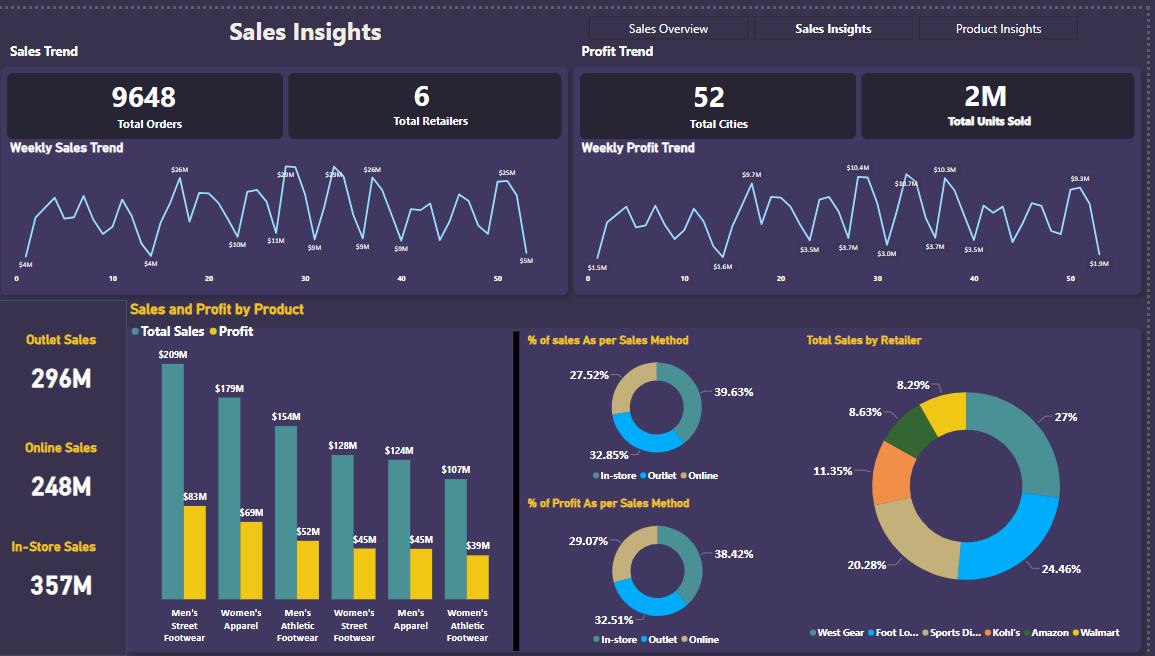 Sales Insights
Sales Overview
Sales Insights
Product Insights
Sales Trend
Profit Trend
9648
Total Orders
6
Total Retailers
52
Total Cities
2M
Total Units Sold
Weekly Sales Trend
$4M
$4M
$26M
$10M
$11M
$9M
$26M
$9M
$9M
$25M
$5M
0 10 20 30 40 50
Weekly Profit Trend
$1.5M
$1.6M
$9.7M
$3.5M
$10.4M
$3.7M
$3.0M
$10.7M
$3.7M
$10.3M
$3.5M
$9.3M
$1.9M
0 10 20 30 40 50
Outlet Sales
296M
Online Sales
248M
In-Store Sales
357M
Sales and Profit by Product
Total Sales Profit
$209M
$83M
$179M
$69M
$154M
$52M
$128M
$45M
$124M
$45M
$107M
$39M
Men's
Street
Footwear
Women's
Apparel
Men's
Athletic
Footwear
Women's
Street
Footwear
Men's
Apparel
Women's
Athletic
Footwear
% of sales As per Sales Method
27.52%
39.63%
32.85%
In-store Outlet Online
% of Profit As per Sales Method
29.07%
38.42%
32.51%
In-store Outlet Online
Total Sales by Retailer
8.29%
27%
8.63%
11.35%
20.28%
24.46%
West Gear Foot Lo... Sports Di... Kohl's Amazon Walmart